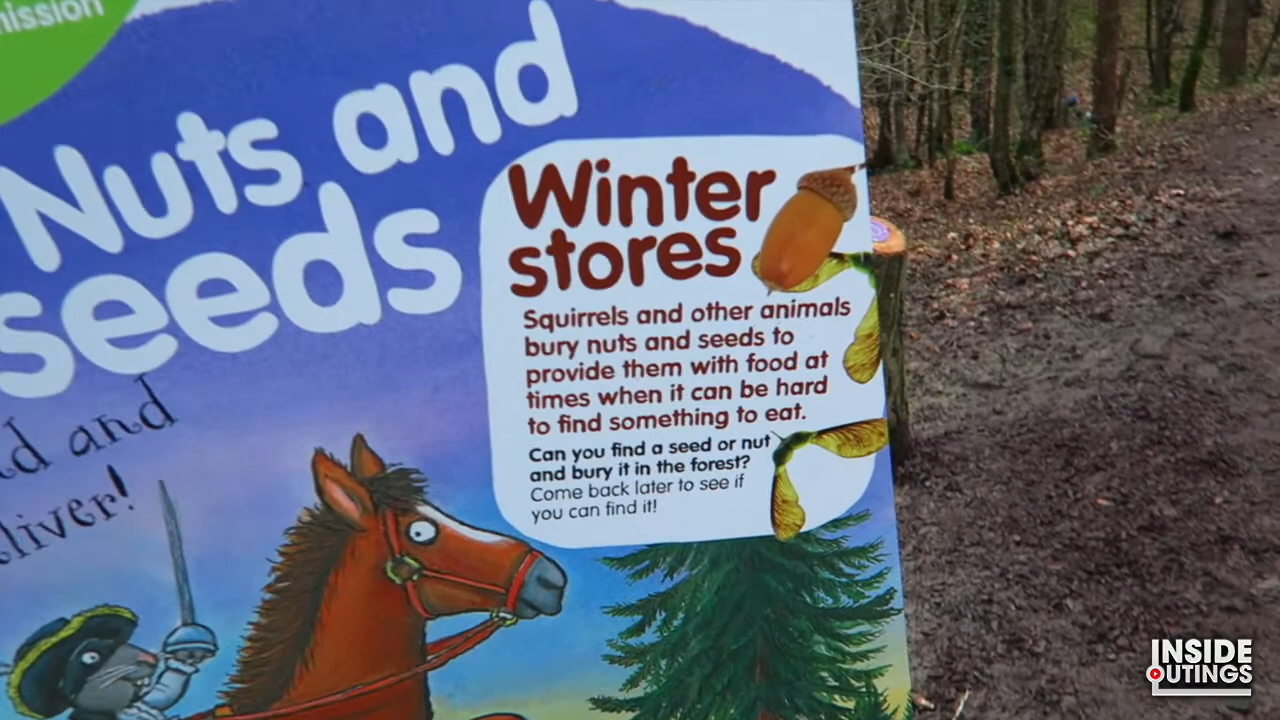 Nuts and
seeds
and
Winter
stores
Squirrels and other animals
bury nuts and seeds to
provide them with food at
times when it can be hard
to find something to eat.
Can you find a seed or nut
and bury it in the forest?
Come back later to see if
you can find it!
INSIDE
OUTINGS